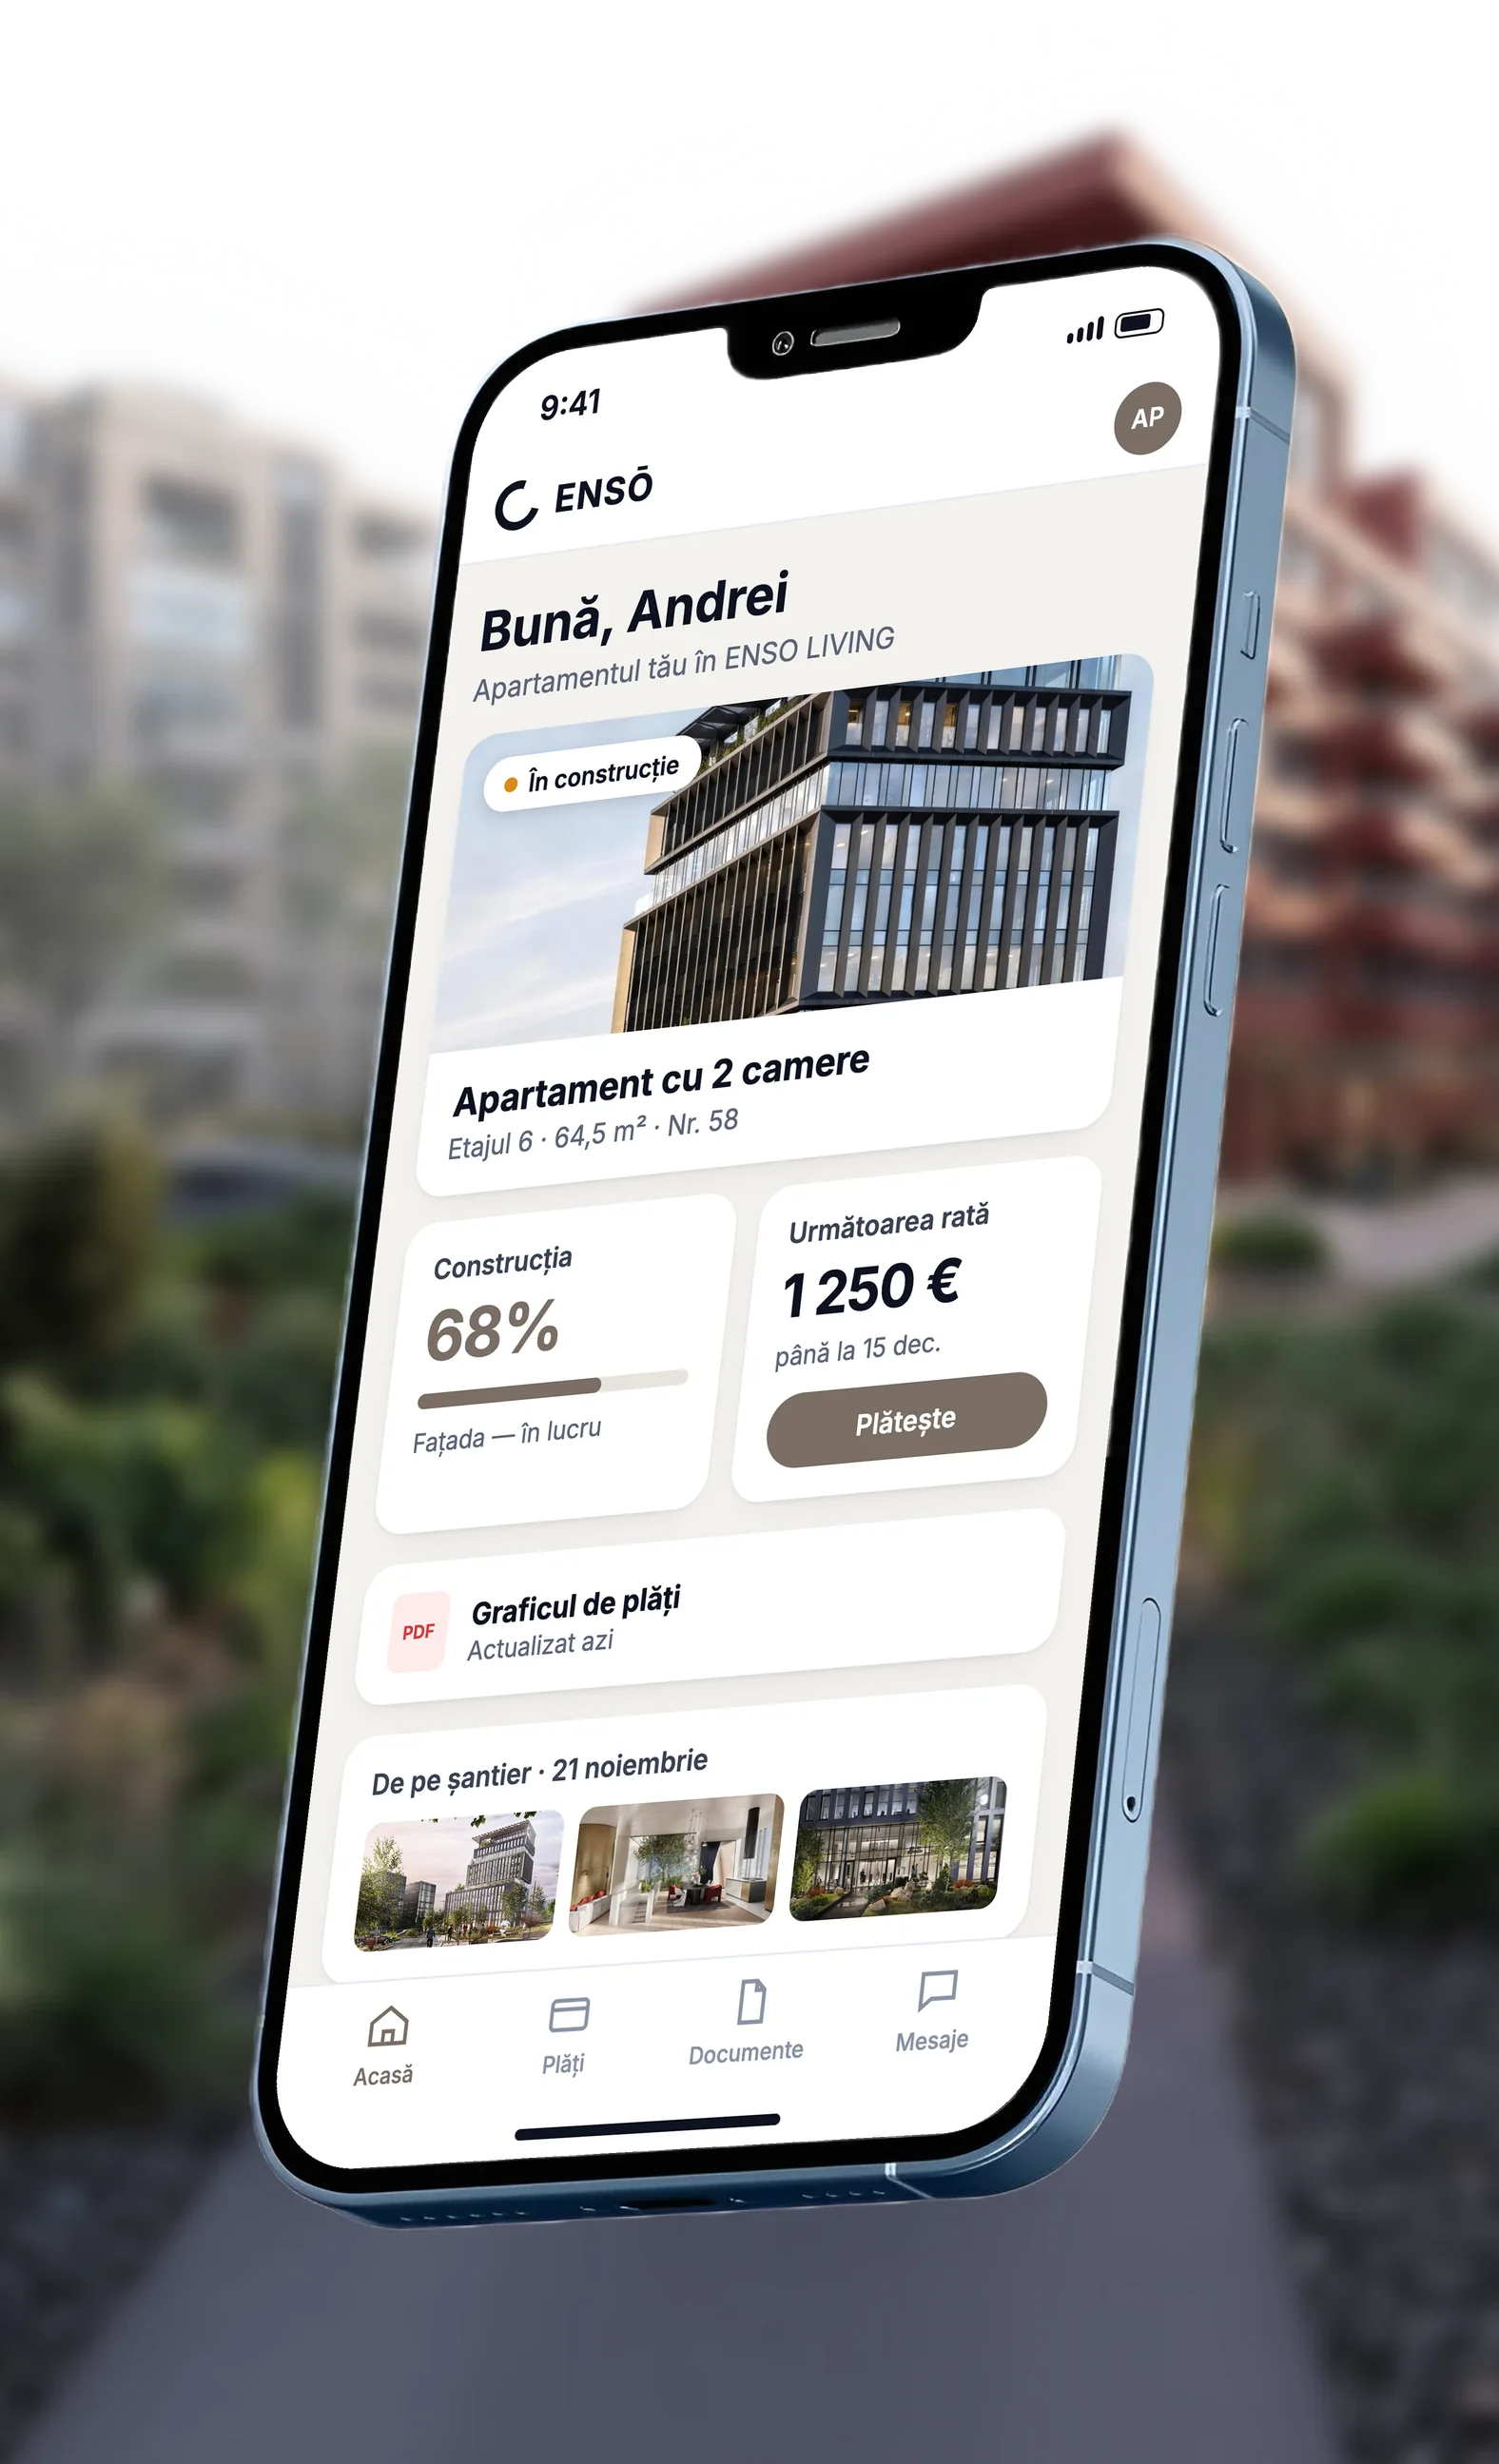 9:41
AP
ENSŌ
Bună, Andrei
Apartamentul tău în ENSO LIVING
În construcție
Apartament cu 2 camere
Etajul 6 · 64,5 m² · Nr. 58
Construcția
68%
Fațada — în lucru
Următoarea rată
1 250 €
până la 15 dec.
Plătește
PDF
Graficul de plăți
Actualizat azi
De pe șantier · 21 noiembrie
Acasă
Plăți
Documente
Mesaje